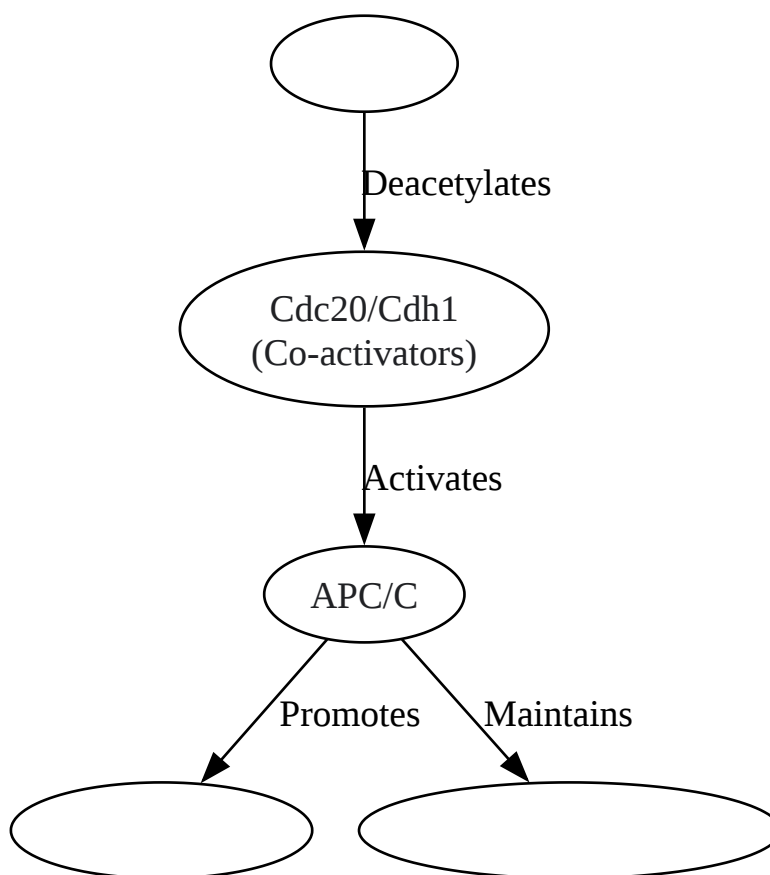 Deacetylates
Cdc20/Cdh1
(Co-activators)
Activates
APC/C
Promotes
Maintains